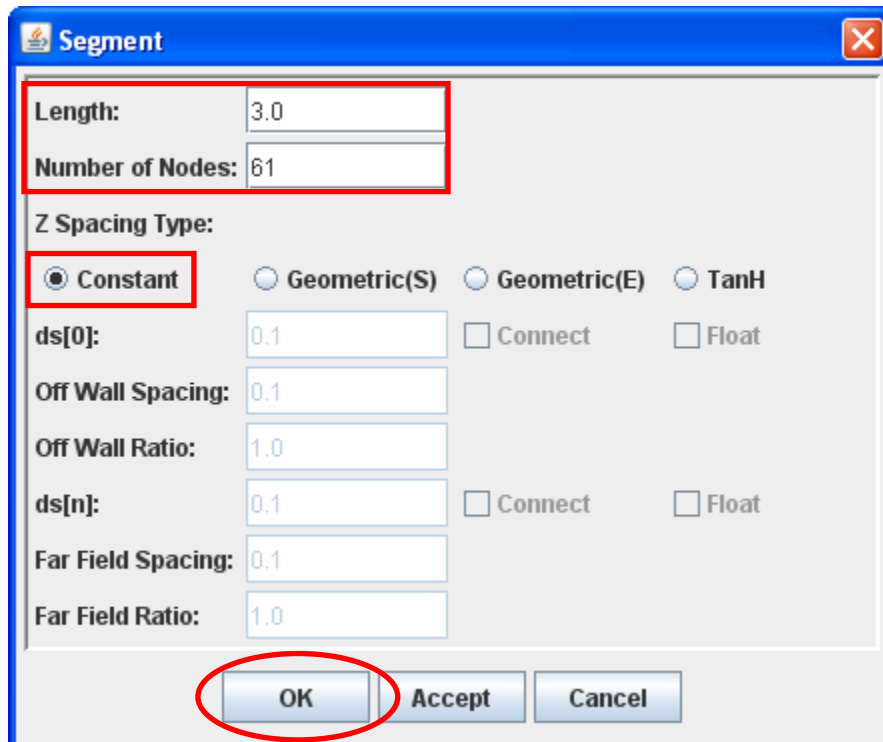 Segment
Length: 3.0
Number of Nodes: 61
Z Spacing Type:
Constant Geometric(S) Geometric(E) TanH
ds[0]: 0.1 Connect Float
Off Wall Spacing: 0.1
Off Wall Ratio: 1.0
ds[n]: 0.1 Connect Float
Far Field Spacing: 0.1
Far Field Ratio: 1.0
OK Accept Cancel